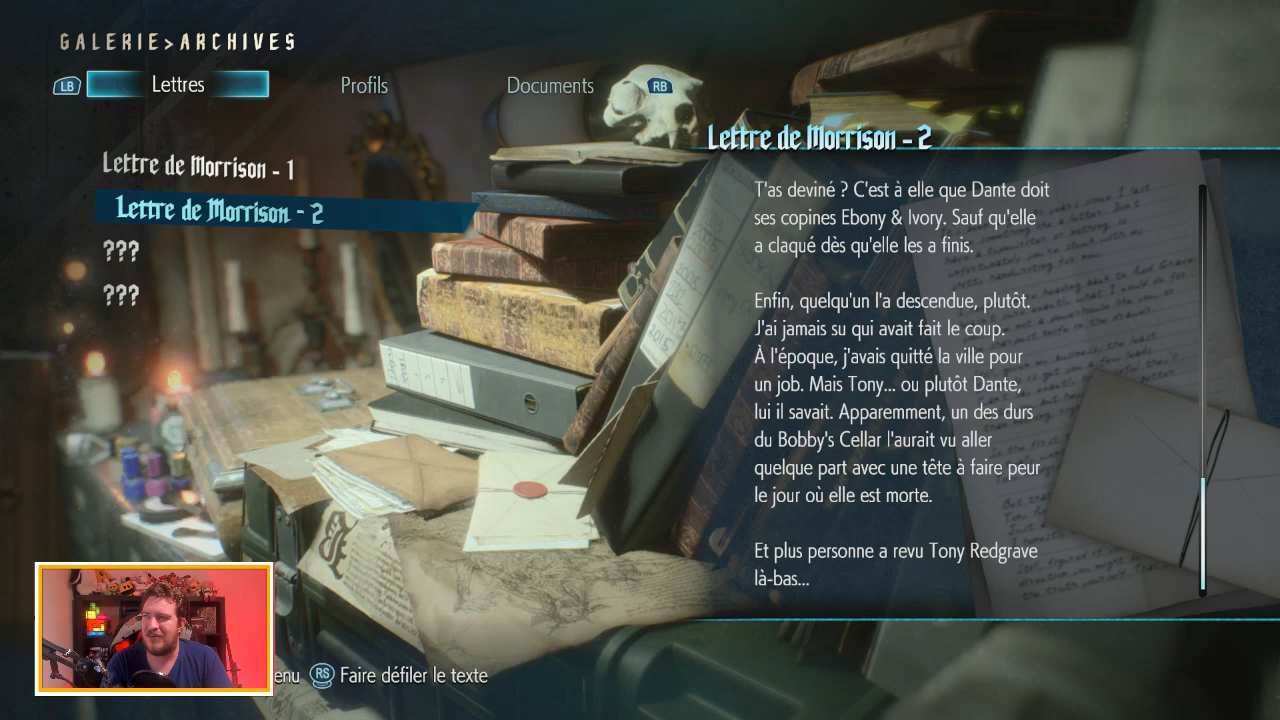 GALERIE>ARCHIVES
LB Lettres Profils Documents RB
Lettre de Morrison - 1
Lettre de Morrison - 2
???
???
Lettre de Morrison - 2
T'as deviné ? C'est à elle que Dante doit
ses copines Ebony & Ivory. Sauf qu'elle
a claqué dès qu'elle les a finis.
Enfin, quelqu'un l'a descendue, plutôt.
J'ai jamais su qui avait fait le coup.
À l'époque, j'avais quitté la ville pour
un job. Mais Tony... ou plutôt Dante,
lui il savait. Apparemment, un des durs
du Bobby's Cellar l'aurait vu aller
quelque part avec une tête à faire peur
le jour où elle est morte.
Et plus personne a revu Tony Redgrave
là-bas...
enu RS Faire défiler le texte
2015